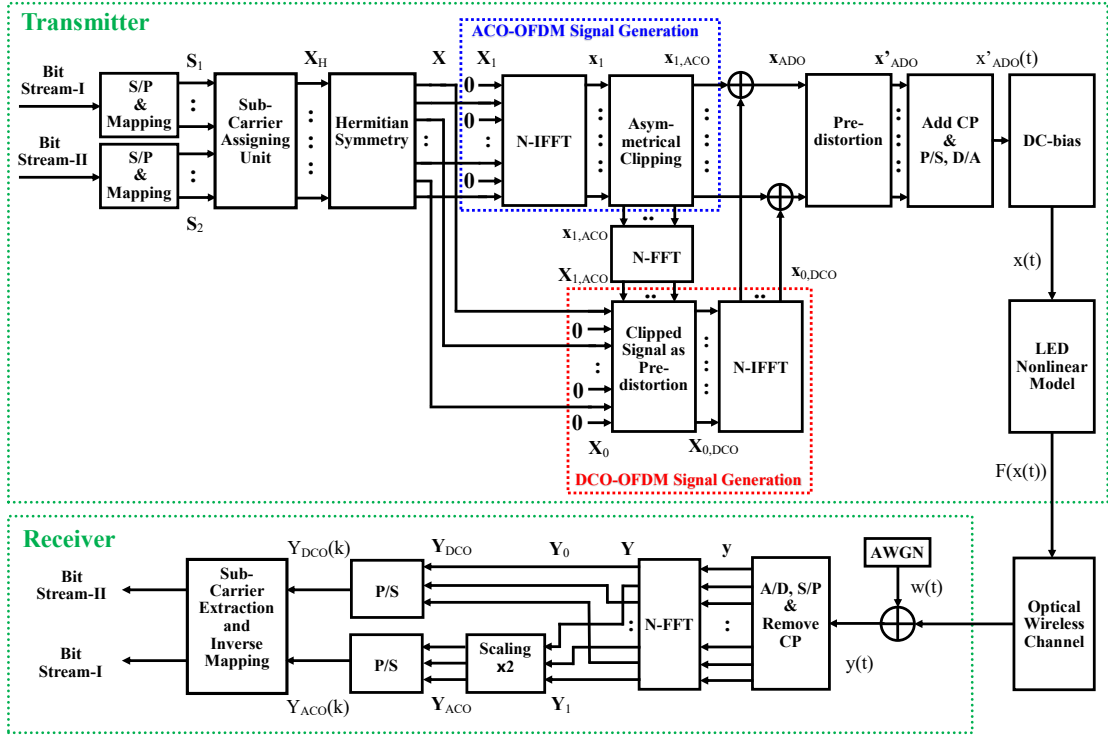 Transmitter
ACO-OFDM Signal Generation
Bit
Stream-I
S/P
&
Mapping
S1
Bit
Stream-II
S/P
&
Mapping
S2
Sub-
Carrier
Assigning
Unit
XH
Hermitian
Symmetry
X
X1
0
0
0
0
N-IFFT
x1
Asym-
metrical
Clipping
x1,ACO
xADO
Pre-
distortion
x'ADO
Add CP
&
P/S, D/A
x'ADO(t)
DC-bias
x1,ACO
N-FFT
X1,ACO
x0,DCO
x(t)
0
0
0
X0
Clipped
Signal as
Pre-
distortion
X0,DCO
N-IFFT
DCO-OFDM Signal Generation
LED
Nonlinear
Model
F(x(t))
Receiver
Bit
Stream-II
Bit
Stream-I
Sub-
Carrier
Extraction
and
Inverse
Mapping
YDCO(k)
YACO(k)
P/S
P/S
YDCO
YACO
Scaling
x2
Y0
Y1
Y
N-FFT
y
A/D, S/P
&
Remove
CP
AWGN
w(t)
y(t)
Optical
Wireless
Channel